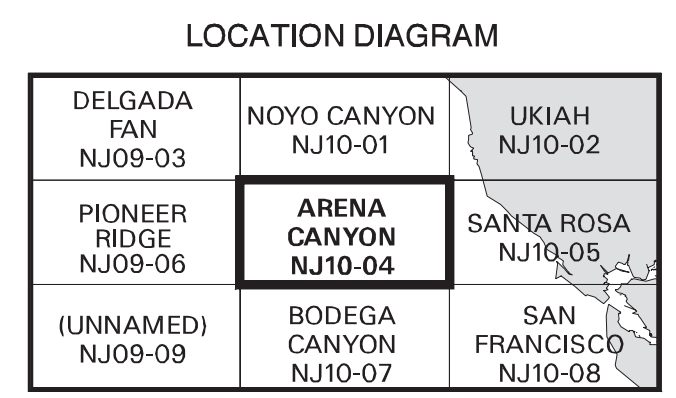 LOCATION DIAGRAM
DELGADA
FAN
NJ09-03
NOYO CANYON
NJ10-01
UKIAH
NJ10-02
PIONEER
RIDGE
NJ09-06
ARENA
CANYON
NJ10-04
SANTA ROSA
NJ10-05
(UNNAMED)
NJ09-09
BODEGA
CANYON
NJ10-07
SAN
FRANCISCO
NJ10-08